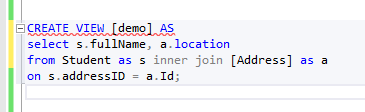 CREATE VIEW [demo] AS
select s.fullName, a.location
from Student as s inner join [Address] as a
on s.addressID = a.Id;